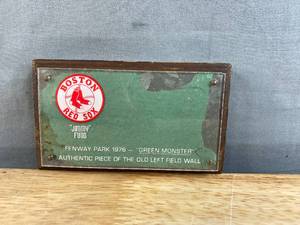 BOSTON
RED SOX
"JIMMY"
FUND
FENWAY PARK 1976 - "GREEN MONSTER"
AUTHENTIC PIECE OF THE OLD LEFT FIELD WALL